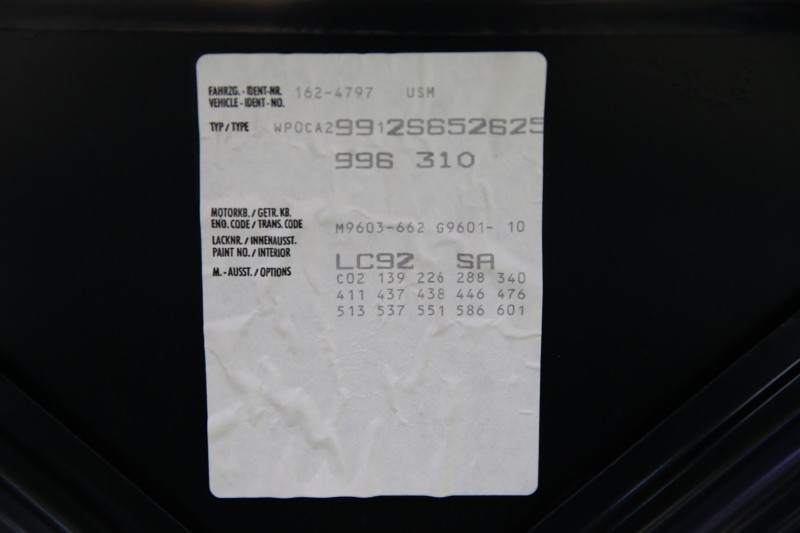 FAHRZG. - IDENT-NR. 162-4797 USM
VEHICLE - IDENT - NO.
TYP / TYPE WP0CA29912S652625
996 310
MOTORKB. / GETR. KB.
ENG. CODE / TRANS. CODE M9603-662 G9601- 10
LACKNR. / INNENAUSST.
PAINT NO. / INTERIOR LC9Z SA
M. - AUSST. / OPTIONS C02 139 226 288 340
411 437 438 446 476
513 537 551 586 601